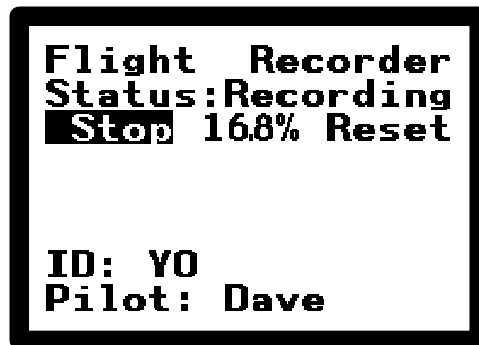 Flight Recorder
Status:Recording
Stop 16.8% Reset
ID: YO
Pilot: Dave